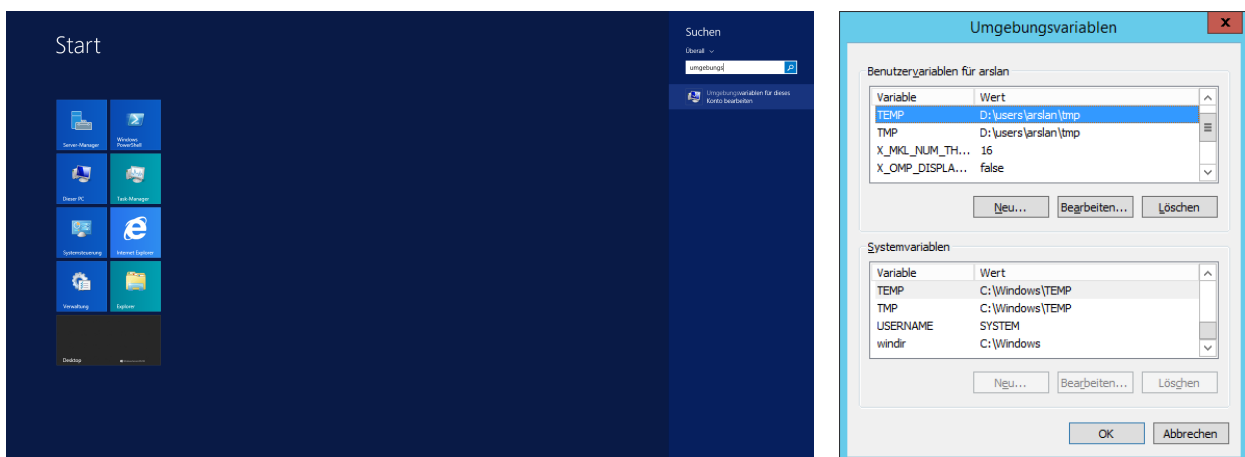 Start
Server-Manager
Windows
PowerShell
Dieser PC
Task-Manager
Systemsteuerung
Internet Explorer
Verwaltung
Explorer
Desktop
Suchen
Überall
umgebungs
Umgebungsvariablen für dieses
Konto bearbeiten
Umgebungsvariablen
x
Benutzervariablen für arslan
Variable Wert
TEMP D:\users\arslan\tmp
TMP D:\users\arslan\tmp
X_MKL_NUM_TH... 16
X_OMP_DISPLA... false
Neu... Bearbeiten... Löschen
Systemvariablen
Variable Wert
TEMP C:\Windows\TEMP
TMP C:\Windows\TEMP
USERNAME SYSTEM
windir C:\Windows
Neu... Bearbeiten... Löschen
OK Abbrechen